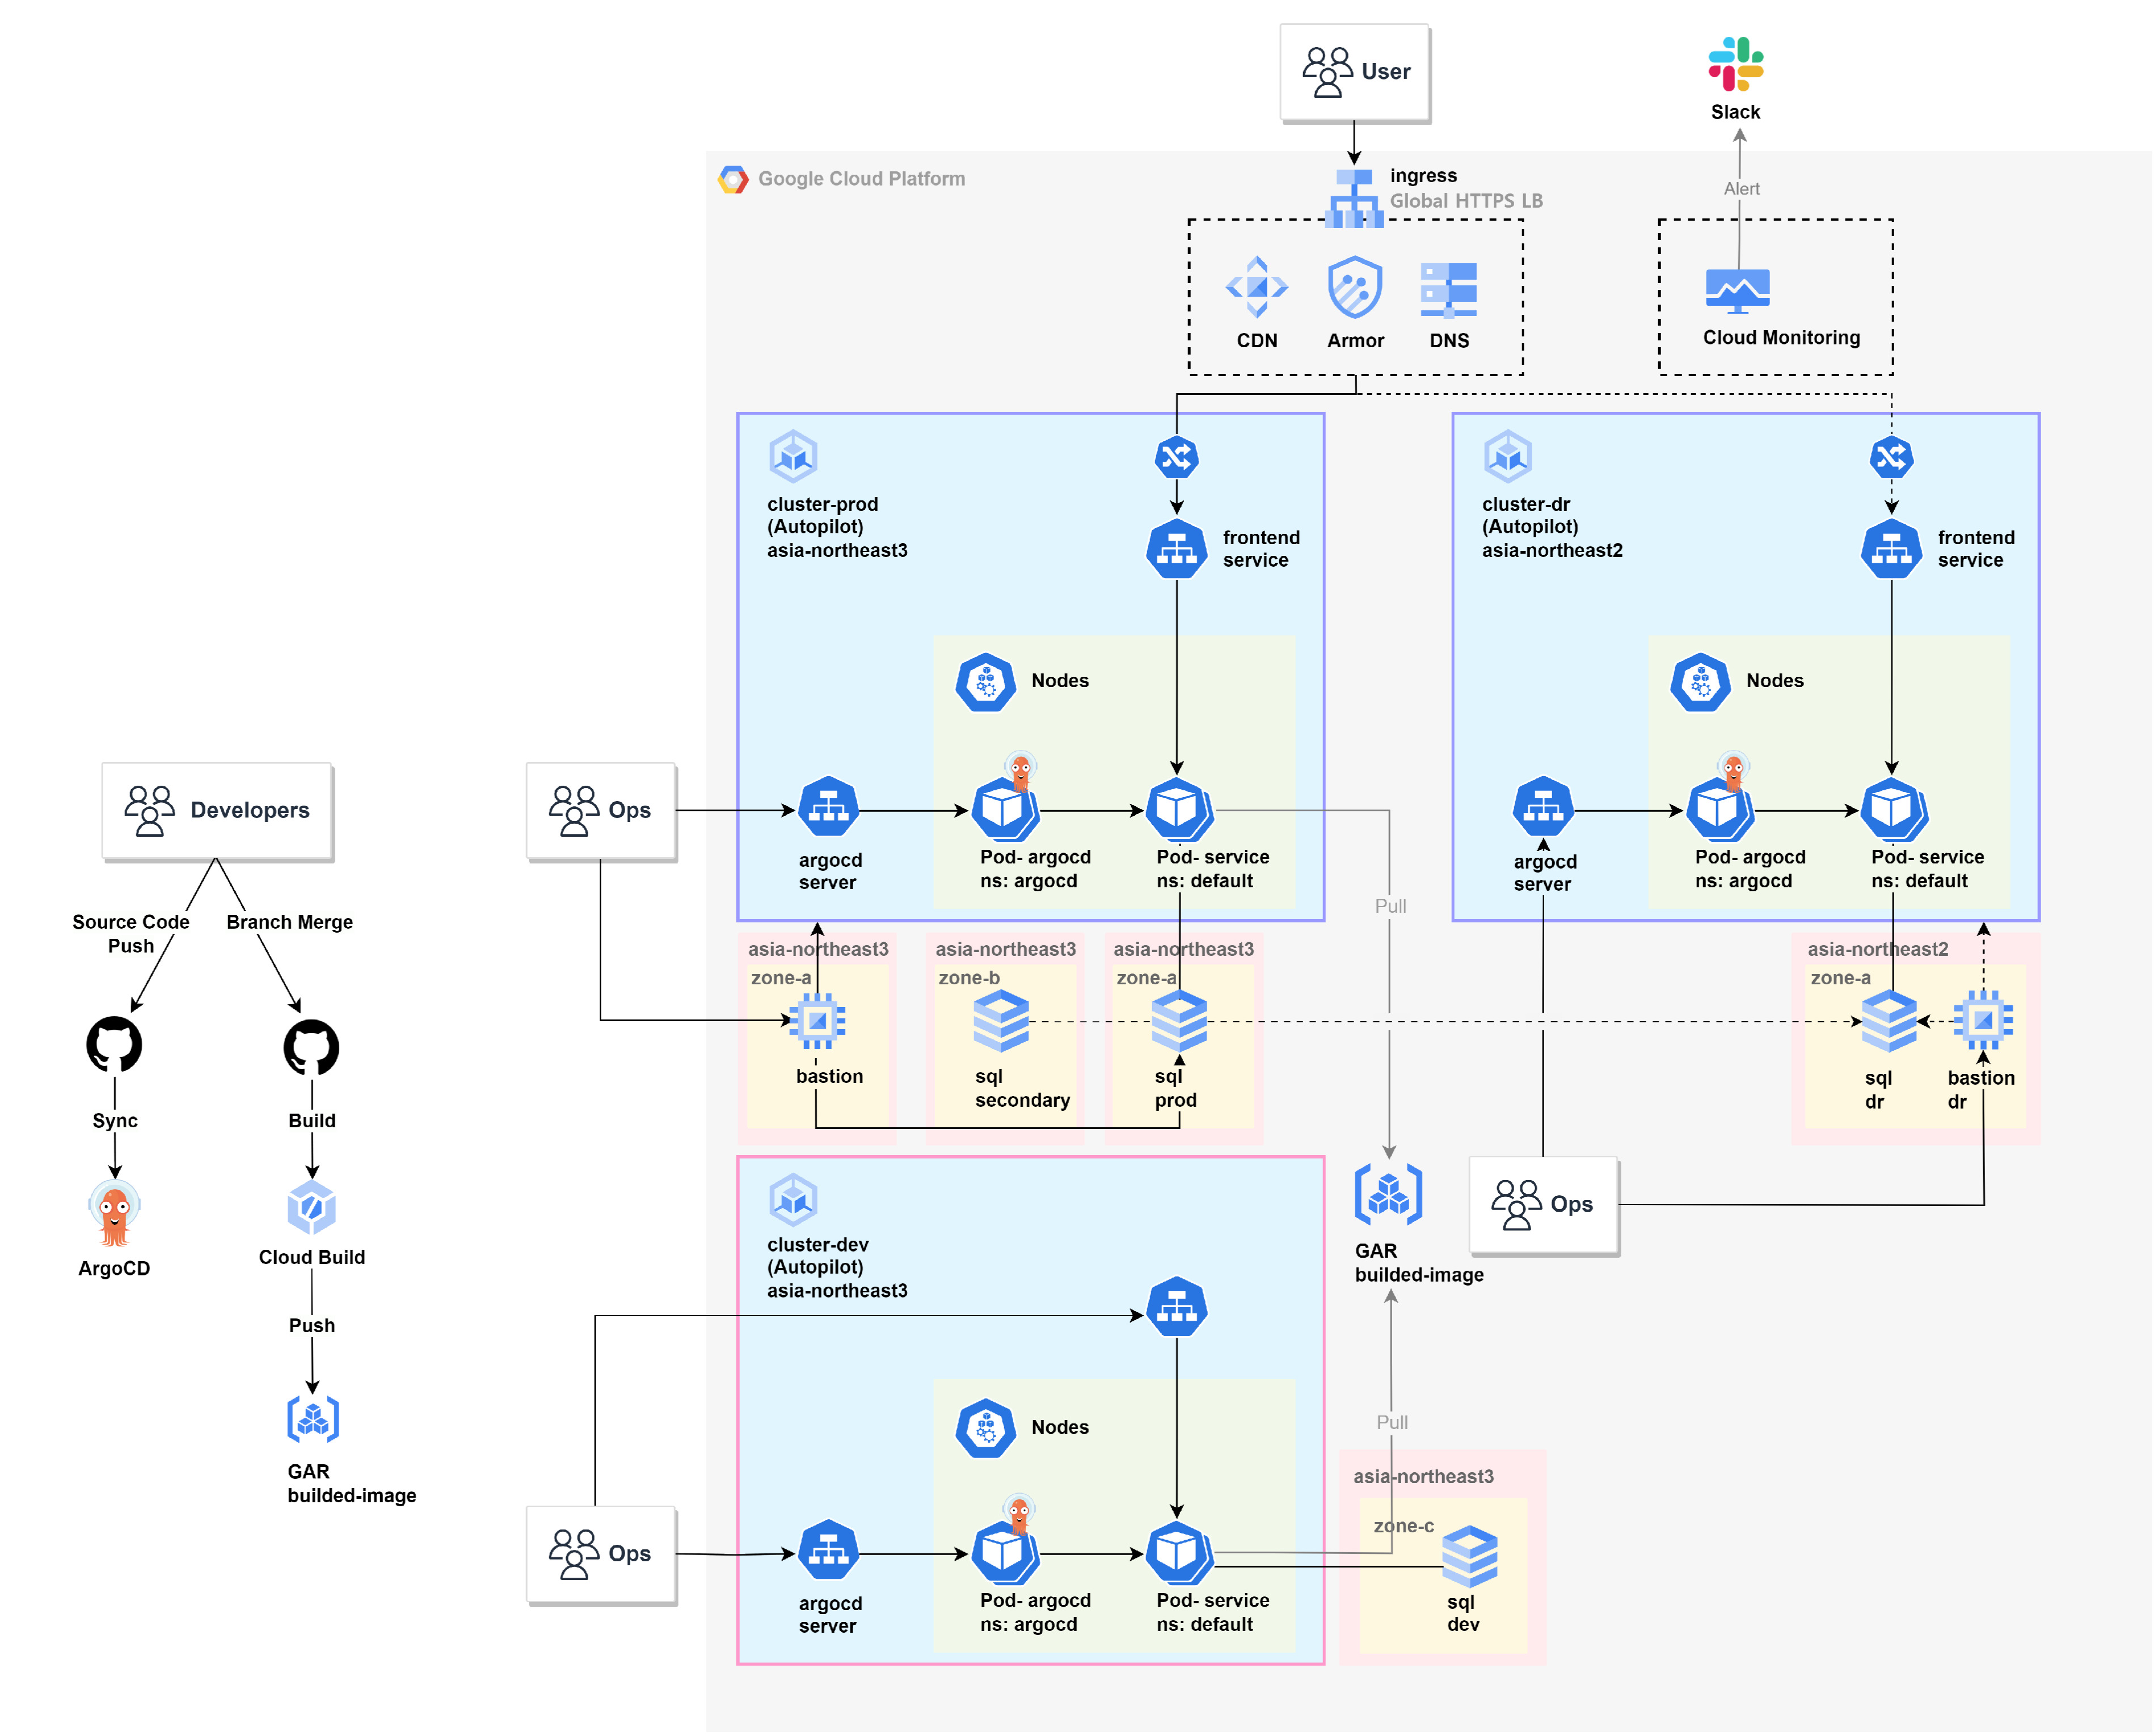 User
Slack
Google Cloud Platform
ingress
Global HTTPS LB
Alert
CDN
Armor
DNS
Cloud Monitoring
cluster-prod
(Autopilot)
asia-northeast3
frontend
service
cluster-dr
(Autopilot)
asia-northeast2
frontend
service
Nodes
Nodes
Developers
Ops
argocd
server
Pod- argocd
ns: argocd
Pod- service
ns: default
argocd
server
Pod- argocd
ns: argocd
Pod- service
ns: default
Source Code
Push
Branch Merge
Pull
asia-northeast3
zone-a
bastion
asia-northeast3
zone-b
sql
secondary
asia-northeast3
zone-a
sql
prod
asia-northeast2
zone-a
sql
dr
bastion
dr
Sync
Build
ArgoCD
Cloud Build
Push
GAR
builded-image
cluster-dev
(Autopilot)
asia-northeast3
GAR
builded-image
Ops
Nodes
Pull
asia-northeast3
zone-c
sql
dev
Ops
argocd
server
Pod- argocd
ns: argocd
Pod- service
ns: default